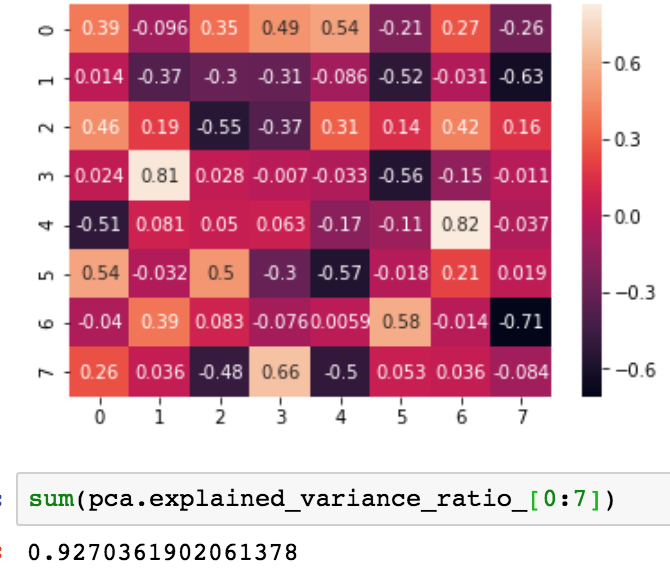 0 0.39 -0.096 0.35 0.49 0.54 -0.21 0.27 -0.26
1 0.014 -0.37 -0.3 -0.31 -0.086 -0.52 -0.031 -0.63
2 0.46 0.19 -0.55 -0.37 0.31 0.14 0.42 0.16
3 0.024 0.81 0.028 -0.007 -0.033 -0.56 -0.15 -0.011
4 -0.51 0.081 0.05 0.063 -0.17 -0.11 0.82 -0.037
5 0.54 -0.032 0.5 -0.3 -0.57 -0.018 0.21 0.019
6 -0.04 0.39 0.083 -0.076 0.0059 0.58 -0.014 -0.71
7 0.26 0.036 -0.48 0.66 -0.5 0.053 0.036 -0.084
0 1 2 3 4 5 6 7
0.6
0.3
0.0
−0.3
−0.6
: sum(pca.explained_variance_ratio_[0:7])
: 0.9270361902061378